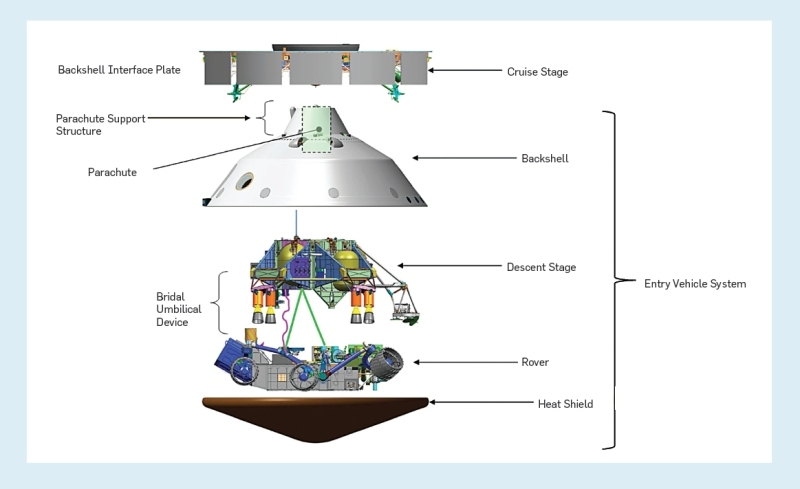 Backshell Interface Plate
Cruise Stage
Parachute Support
Structure
Backshell
Parachute
Descent Stage
Entry Vehicle System
Bridal
Umbilical
Device
Rover
Heat Shield